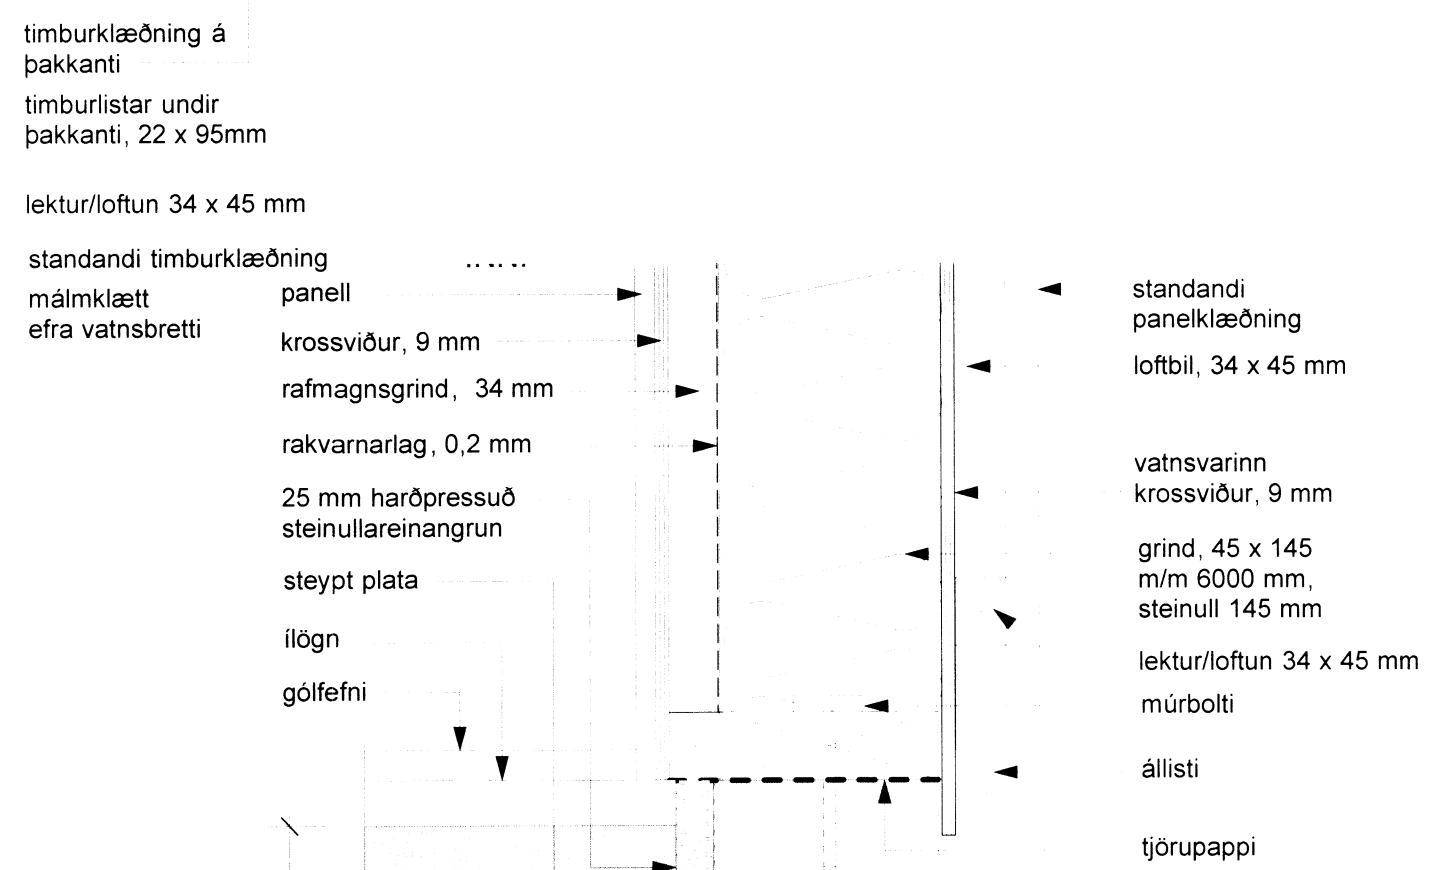 timburklæðning á
þakkanti
timburlistar undir
þakkanti, 22 x 95mm
lektur/loftun 34 x 45 mm
standandi timburklæðning
málmklætt
efra vatnsbretti
panell
krossviður, 9 mm
rafmagnsgrind, 34 mm
rakvarnarlag, 0,2 mm
25 mm harðpressuð
steinullareinangrun
steypt plata
ílögn
gólfefni
standandi
panelklæðning
loftbil, 34 x 45 mm
vatnsvarinn
krossviður, 9 mm
grind, 45 x 145
m/m 6000 mm,
steinull 145 mm
lektur/loftun 34 x 45 mm
múrbolti
állisti
tjörupappi